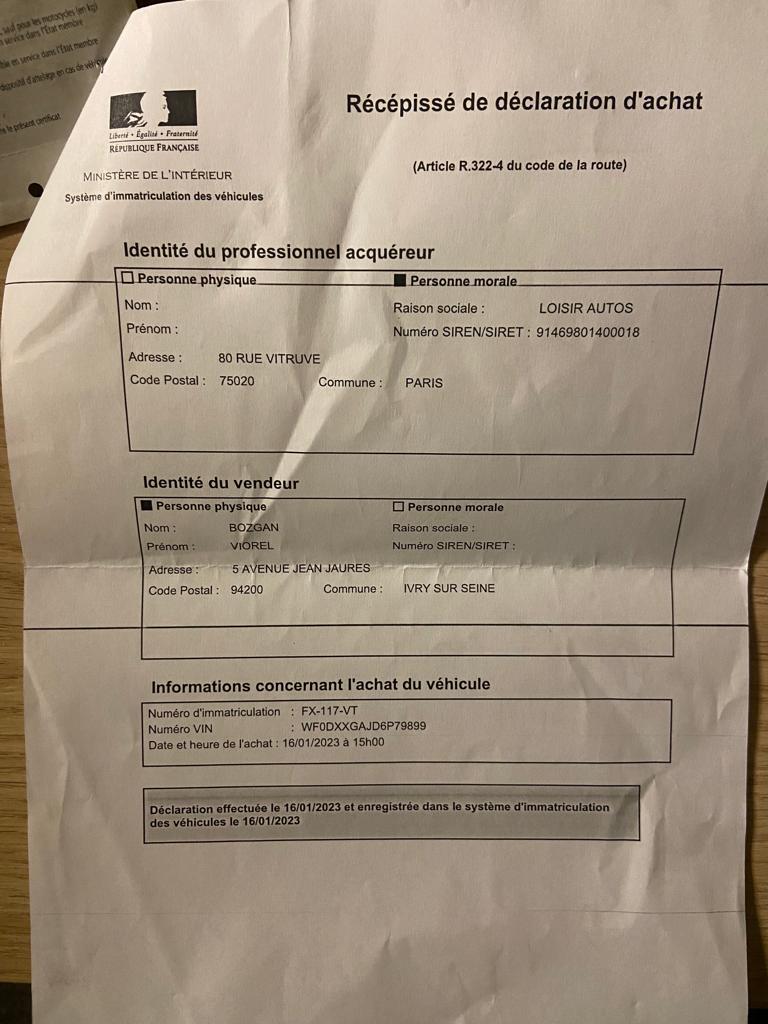 sauf pour les motocycles (en kg)
service dans l'État membre
en service dans l'État membre
dispositif d'attelage en cas de
le présent certificat
Liberté • Égalité • Fraternité
RÉPUBLIQUE FRANÇAISE
MINISTÈRE DE L'INTÉRIEUR
Système d'immatriculation des véhicules
Récépissé de déclaration d'achat
(Article R.322-4 du code de la route)
Identité du professionnel acquéreur
Personne physique Personne morale
Nom : Raison sociale : LOISIR AUTOS
Prénom : Numéro SIREN/SIRET : 91469801400018
Adresse : 80 RUE VITRUVE
Code Postal : 75020 Commune : PARIS
Identité du vendeur
Personne physique Personne morale
Nom : BOZGAN Raison sociale :
Prénom : VIOREL Numéro SIREN/SIRET :
Adresse : 5 AVENUE JEAN JAURES
Code Postal : 94200 Commune : IVRY SUR SEINE
Informations concernant l'achat du véhicule
Numéro d'immatriculation : FX-117-VT
Numéro VIN : WF0DXXGAJD6P79899
Date et heure de l'achat : 16/01/2023 à 15h00
Déclaration effectuée le 16/01/2023 et enregistrée dans le système d'immatriculation
des véhicules le 16/01/2023